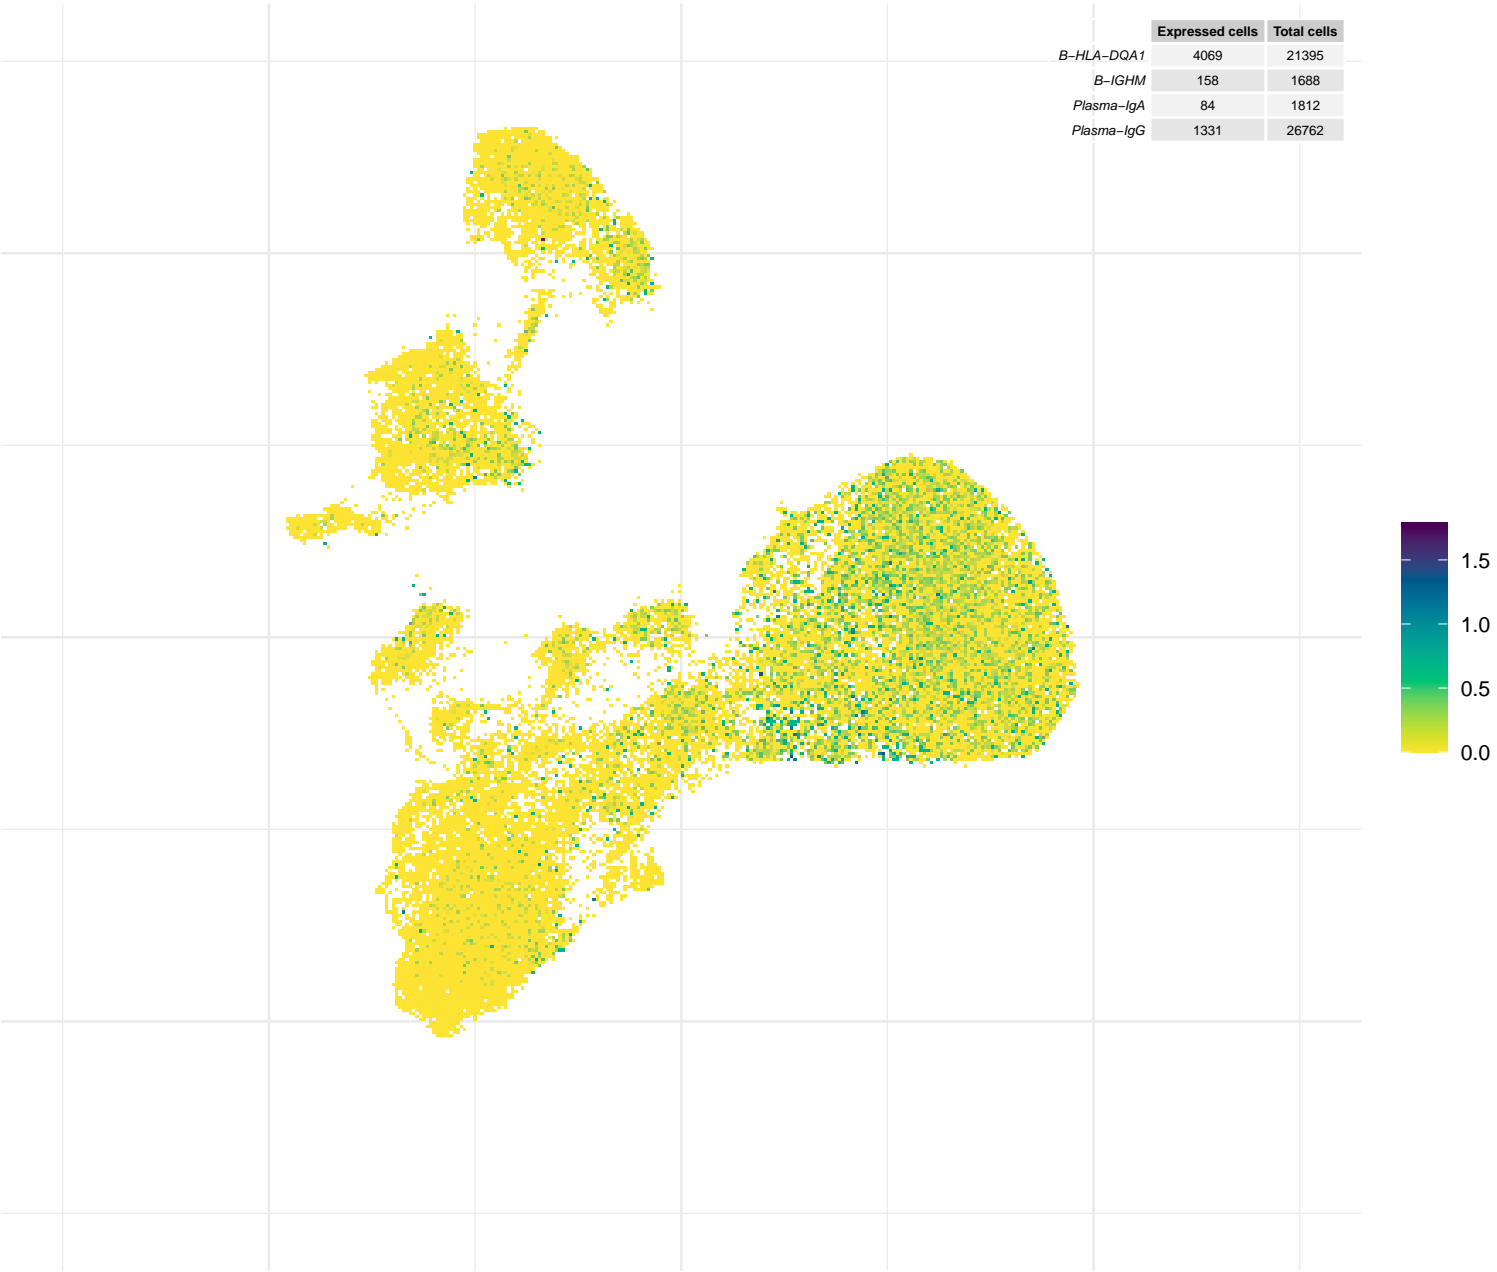 Expressed cells Total cells
B−HLA−DQA1 4069 21395
B−IGHM 158 1688
Plasma−IgA 84 1812
Plasma−IgG 1331 26762
1.5
1.0
0.5
0.0